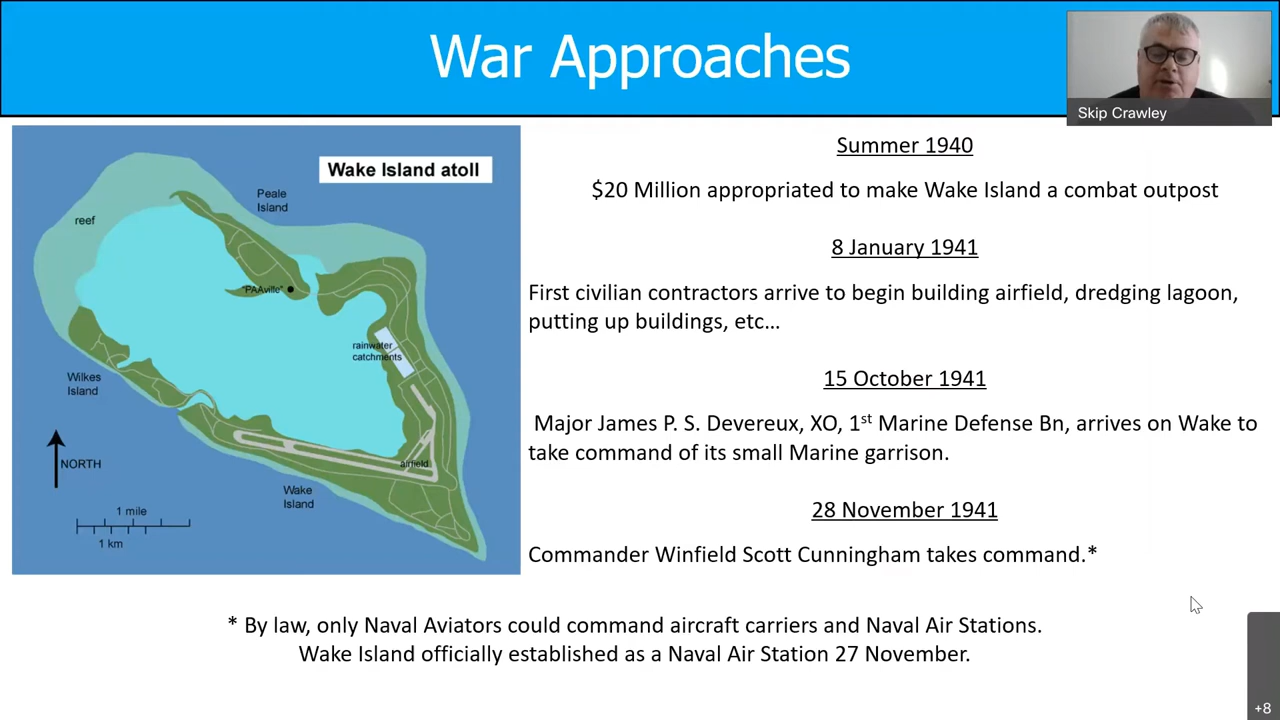 War Approaches
Skip Crawley
Wake Island atoll
Peale
Island
reef
"PAAville"
rainwater
catchments
Wilkes
Island
NORTH
airfield
Wake
Island
1 mile
1 km
Summer 1940
$20 Million appropriated to make Wake Island a combat outpost
8 January 1941
First civilian contractors arrive to begin building airfield, dredging lagoon,
putting up buildings, etc...
15 October 1941
Major James P. S. Devereux, XO, 1st Marine Defense Bn, arrives on Wake to
take command of its small Marine garrison.
28 November 1941
Commander Winfield Scott Cunningham takes command.*
* By law, only Naval Aviators could command aircraft carriers and Naval Air Stations.
Wake Island officially established as a Naval Air Station 27 November.
+8